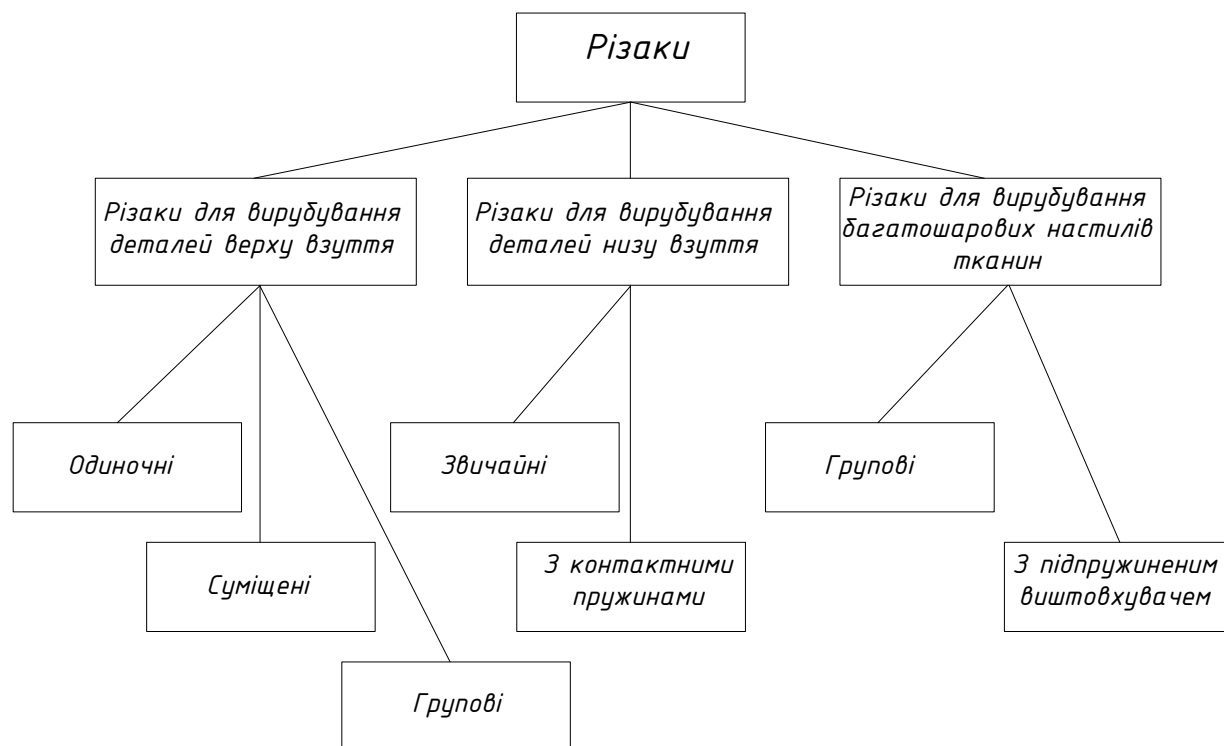 Різаки
Різаки для вирубування
деталей верху взуття
Різаки для вирубування
деталей низу взуття
Різаки для вирубування
багатошарових настилів
тканин
Одиночні
Звичайні
Групові
Суміщені
З контактними
пружинами
З підпружиненим
виштовхувачем
Групові